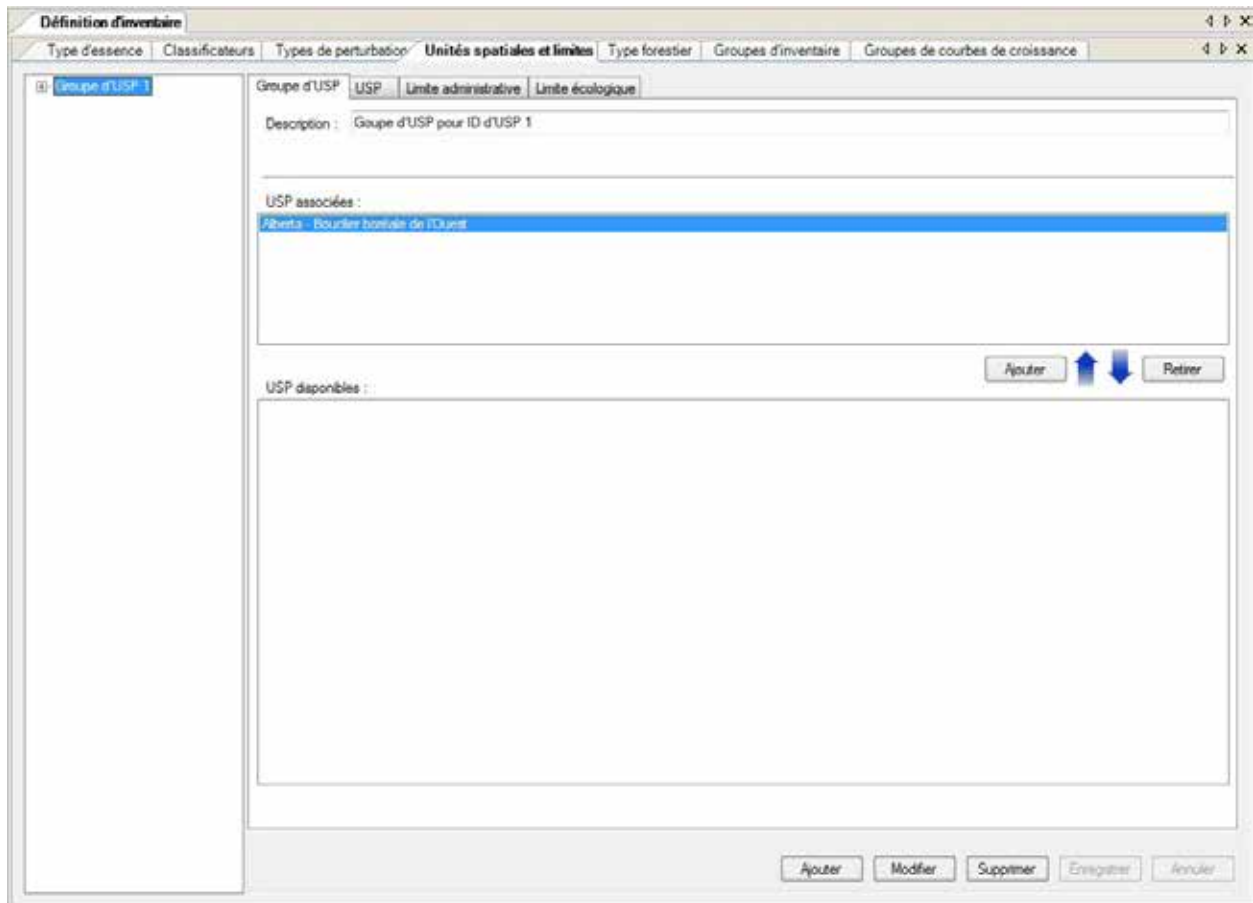 Définition d'inventaire
Type d'essence Classificateurs Types de perturbation Unités spatiales et limites Type forestier Groupes d'inventaire Groupes de courbes de croissance
Groupe d'USP 1
Groupe d'USP USP Limite administrative Limite écologique
Description : Goupe d'USP pour ID d'USP 1
USP associées :
Alberta - Bouclier boréale de l'Ouest
Ajouter Retirer
USP disponibles :
Ajouter Modifier Supprimer Enregistrer Annuler